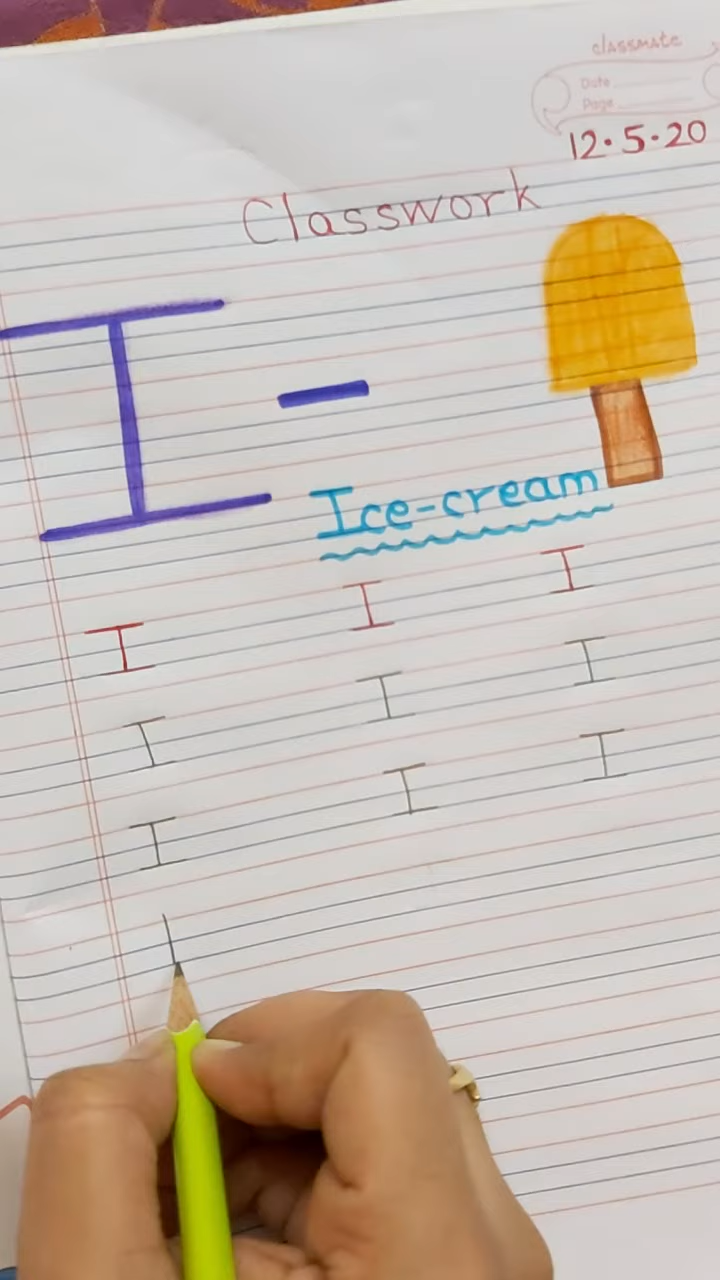 classmate
Date
Page
12.5.20
Classwork
I -
Ice-cream
I I I
I I I
I I I